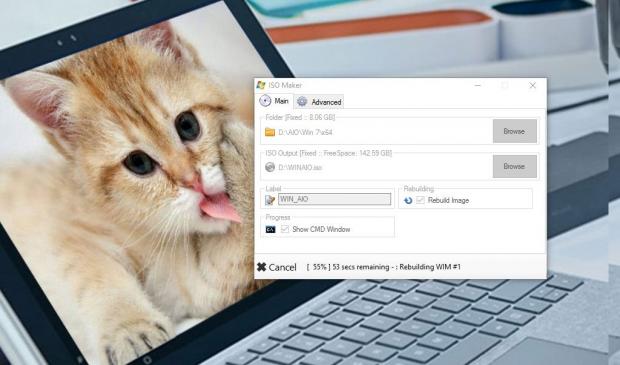 ISO Maker
Main Advanced
Folder [Fixed :: 8.06 GB]
D:\AIO\Win 7\x64 Browse
ISO Output [Fixed :: FreeSpace: 142.59 GB]
D:\WINAIO.iso Browse
Label Rebuilding
WIN_AIO Rebuild Image
Progress
Show CMD Window
Cancel [ 55% ] 53 secs remaining - : Rebuilding WIM #1